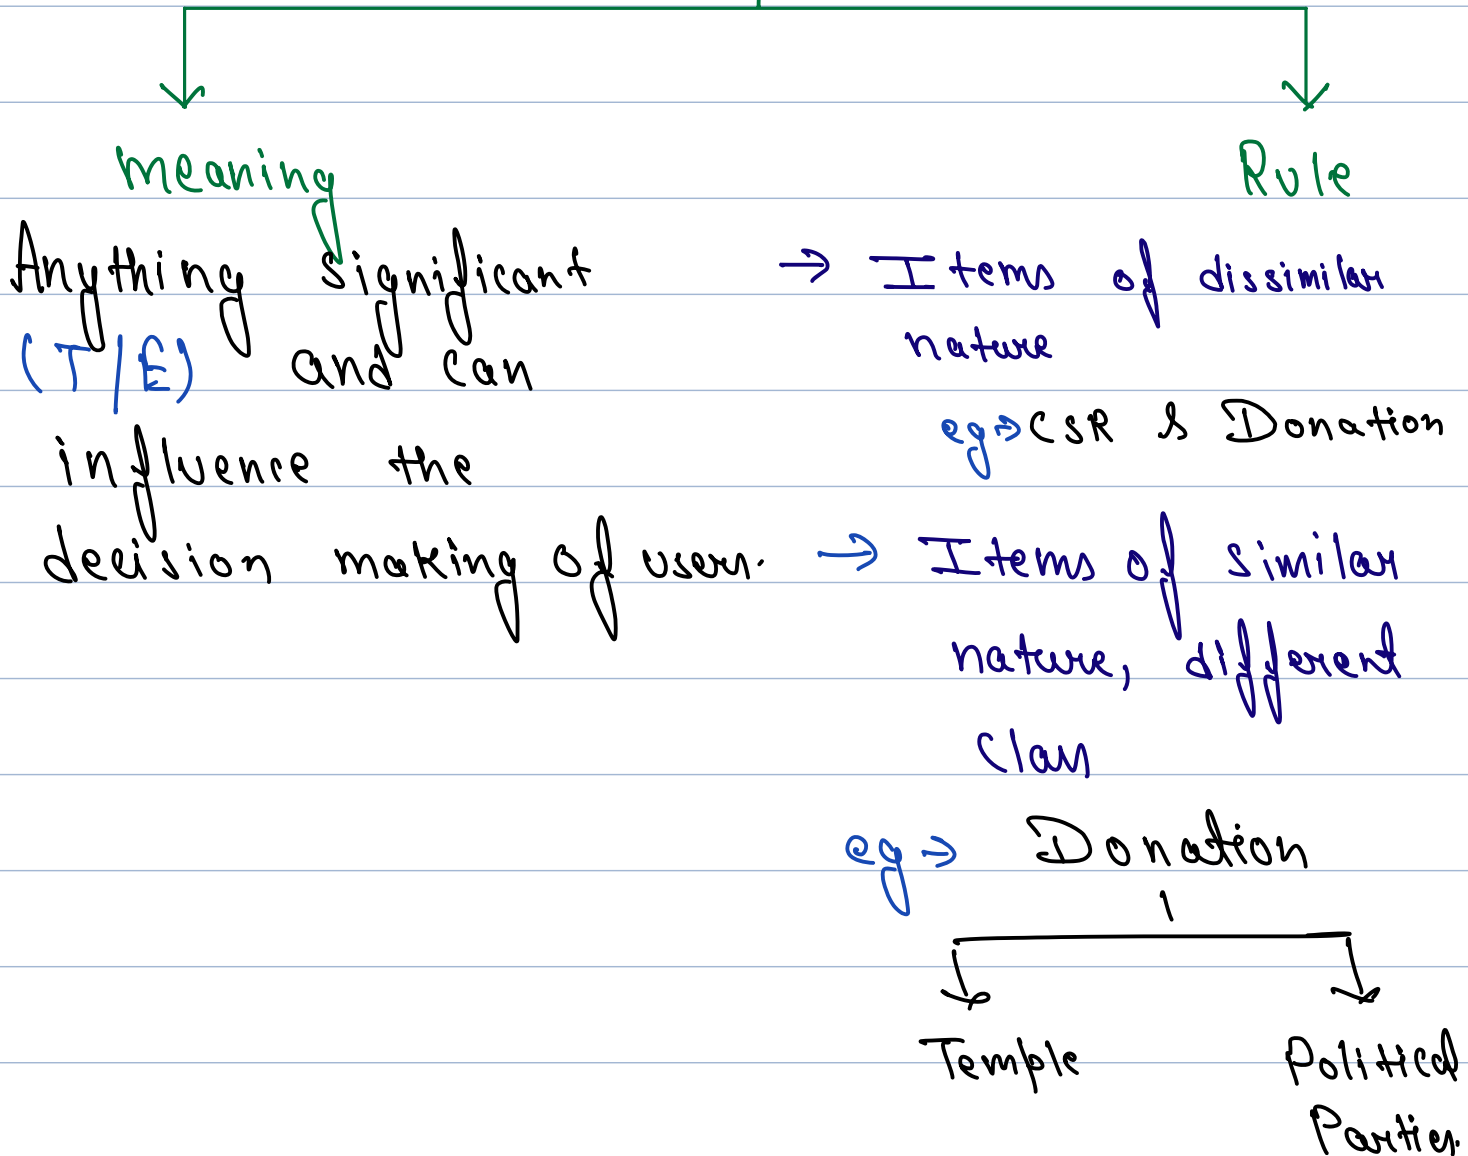 Meaning
Anything significant
(T/E) and can
influence the
decision making of users.
Rule
→ Items of dissimilar
nature
eg → CSR & Donation
→ Items of similar
nature, different
class
eg → Donation
Temple
Political
Parties.